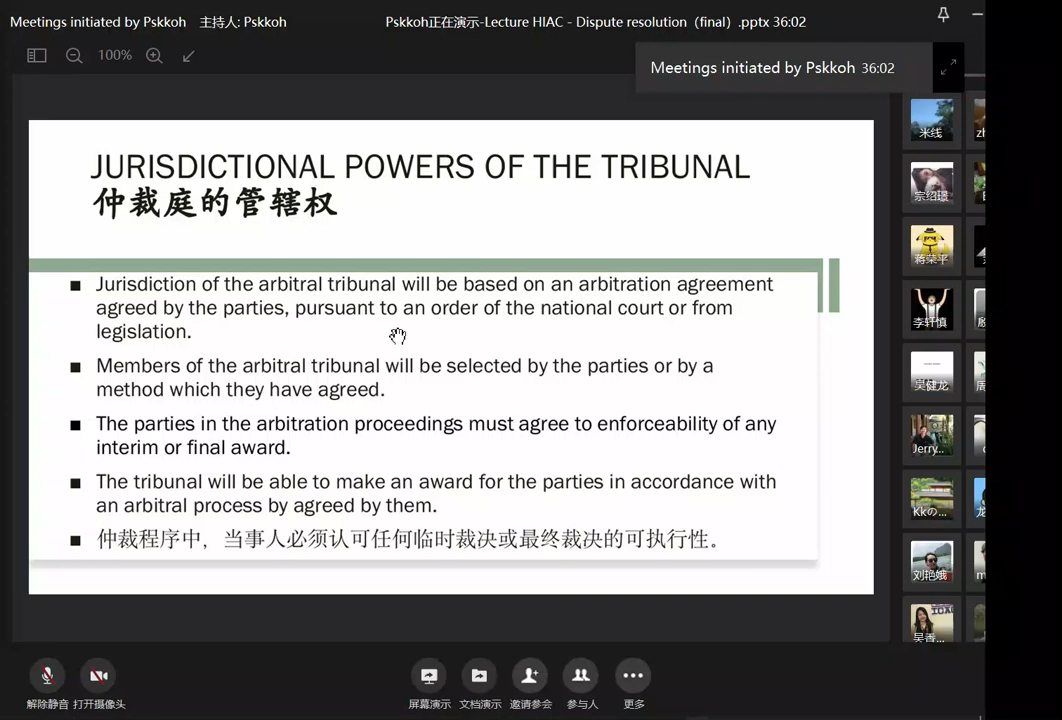 Meetings initiated by Pskkoh 主持人: Pskkoh
Pskkoh正在演示-Lecture HIAC - Dispute resolution（final）.pptx 36:02
100%
Meetings initiated by Pskkoh 36:02
JURISDICTIONAL POWERS OF THE TRIBUNAL
仲裁庭的管辖权
■ Jurisdiction of the arbitral tribunal will be based on an arbitration agreement
agreed by the parties, pursuant to an order of the national court or from
legislation.
■ Members of the arbitral tribunal will be selected by the parties or by a
method which they have agreed.
■ The parties in the arbitration proceedings must agree to enforceability of any
interim or final award.
■ The tribunal will be able to make an award for the parties in accordance with
an arbitral process by agreed by them.
■ 仲裁程序中，当事人必须认可任何临时裁决或最终裁决的可执行性。
米线
宗绍璟
蒋荣平
李轩慎
吴健龙
Jerry...
Kkの...
刘艳娥
吴香...
解除静音 打开摄像头 屏幕演示 文档演示 邀请参会 参与人 更多